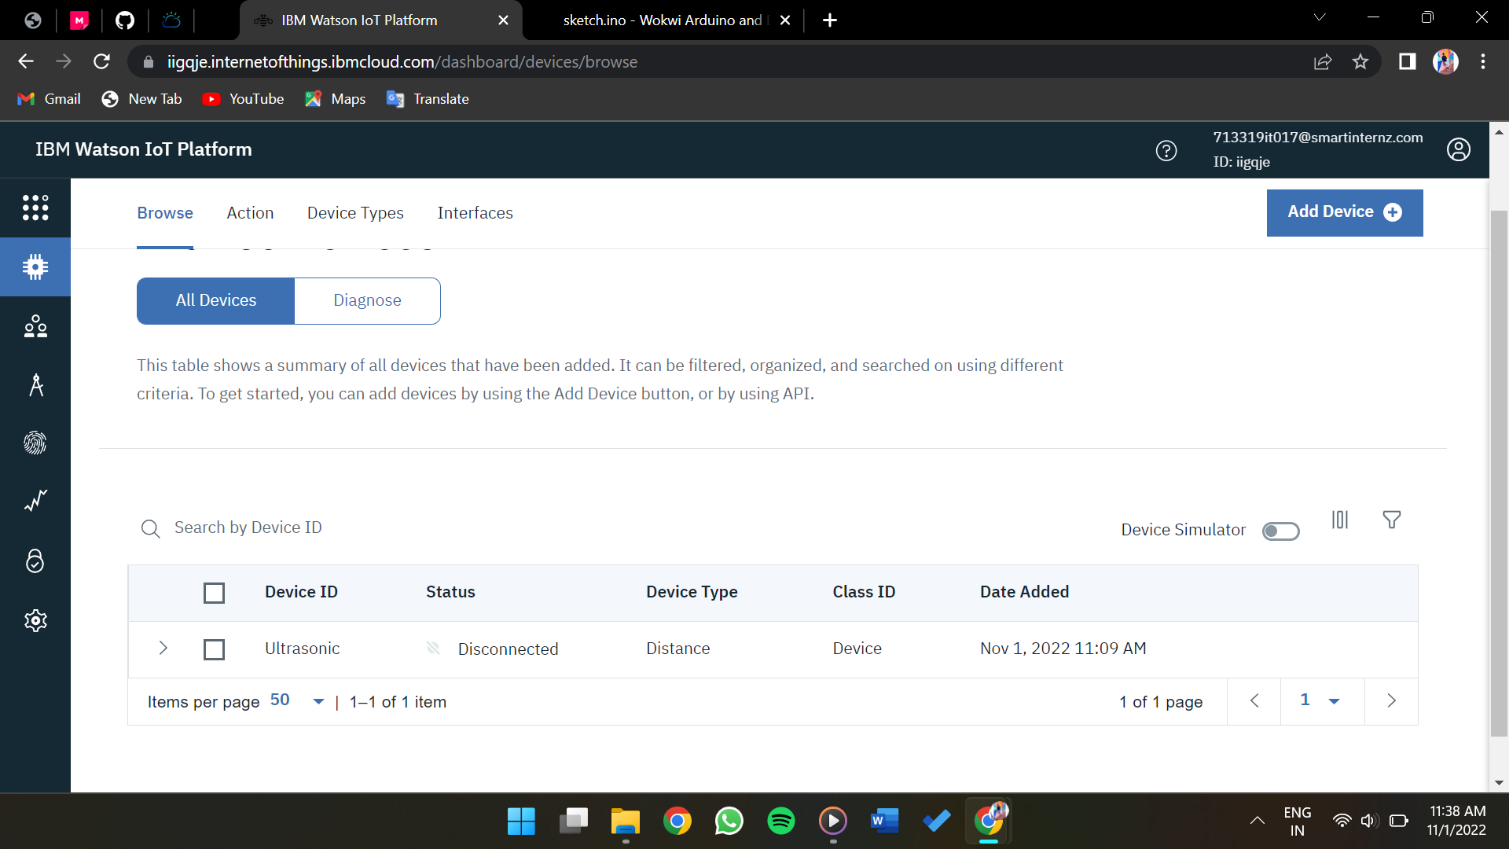 IBM Watson IoT Platform
sketch.ino - Wokwi Arduino and
iigqje.internetofthings.ibmcloud.com/dashboard/devices/browse
Gmail
New Tab
YouTube
Maps
Translate
IBM Watson IoT Platform
713319it017@smartinternz.com
ID: iigqje
Browse
Action
Device Types
Interfaces
Add Device
All Devices
Diagnose
This table shows a summary of all devices that have been added. It can be filtered, organized, and searched on using different
criteria. To get started, you can add devices by using the Add Device button, or by using API.
Search by Device ID
Device Simulator
Device ID Status Device Type Class ID Date Added
Ultrasonic Disconnected Distance Device Nov 1, 2022 11:09 AM
Items per page 50 | 1–1 of 1 item 1 of 1 page 1
ENG
IN
11:38 AM
11/1/2022